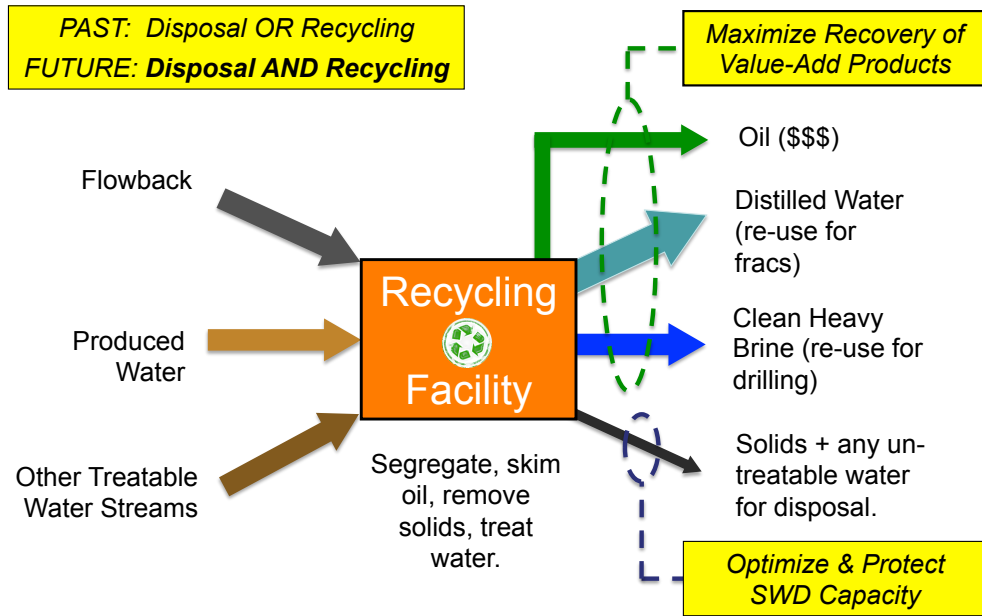 PAST: Disposal OR Recycling
FUTURE: Disposal AND Recycling
Maximize Recovery of
Value-Add Products
Flowback
Produced
Water
Other Treatable
Water Streams
Recycling
Facility
Segregate, skim
oil, remove
solids, treat
water.
Oil ($$$)
Distilled Water
(re-use for
fracs)
Clean Heavy
Brine (re-use for
drilling)
Solids + any un-
treatable water
for disposal.
Optimize & Protect
SWD Capacity